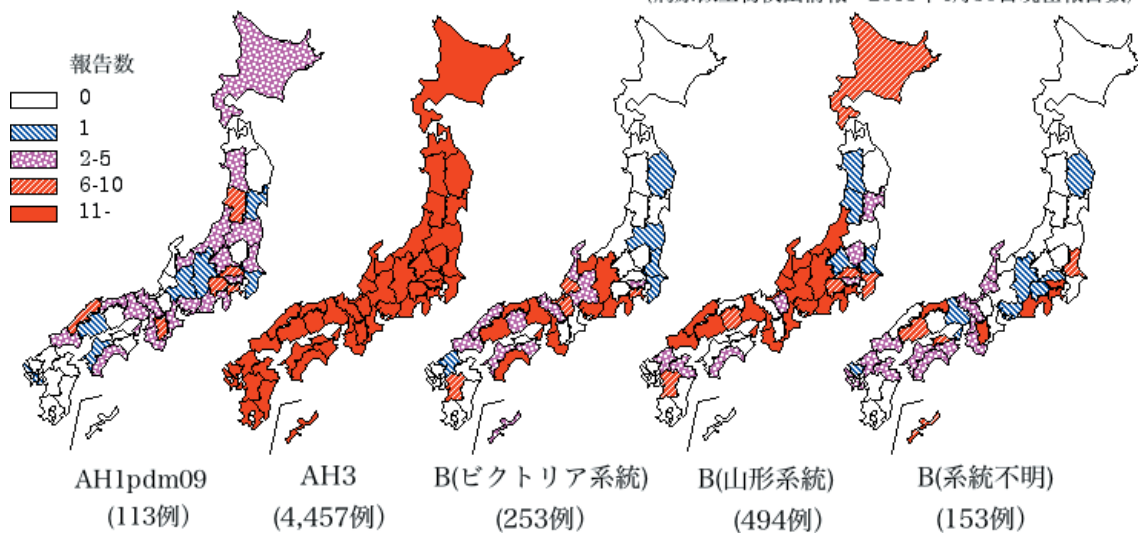 報告数
0
1
2-5
6-10
11-
AH1pdm09
(113例)
AH3
(4,457例)
B(ビクトリア系統)
(253例)
B(山形系統)
(494例)
B(系統不明)
(153例)